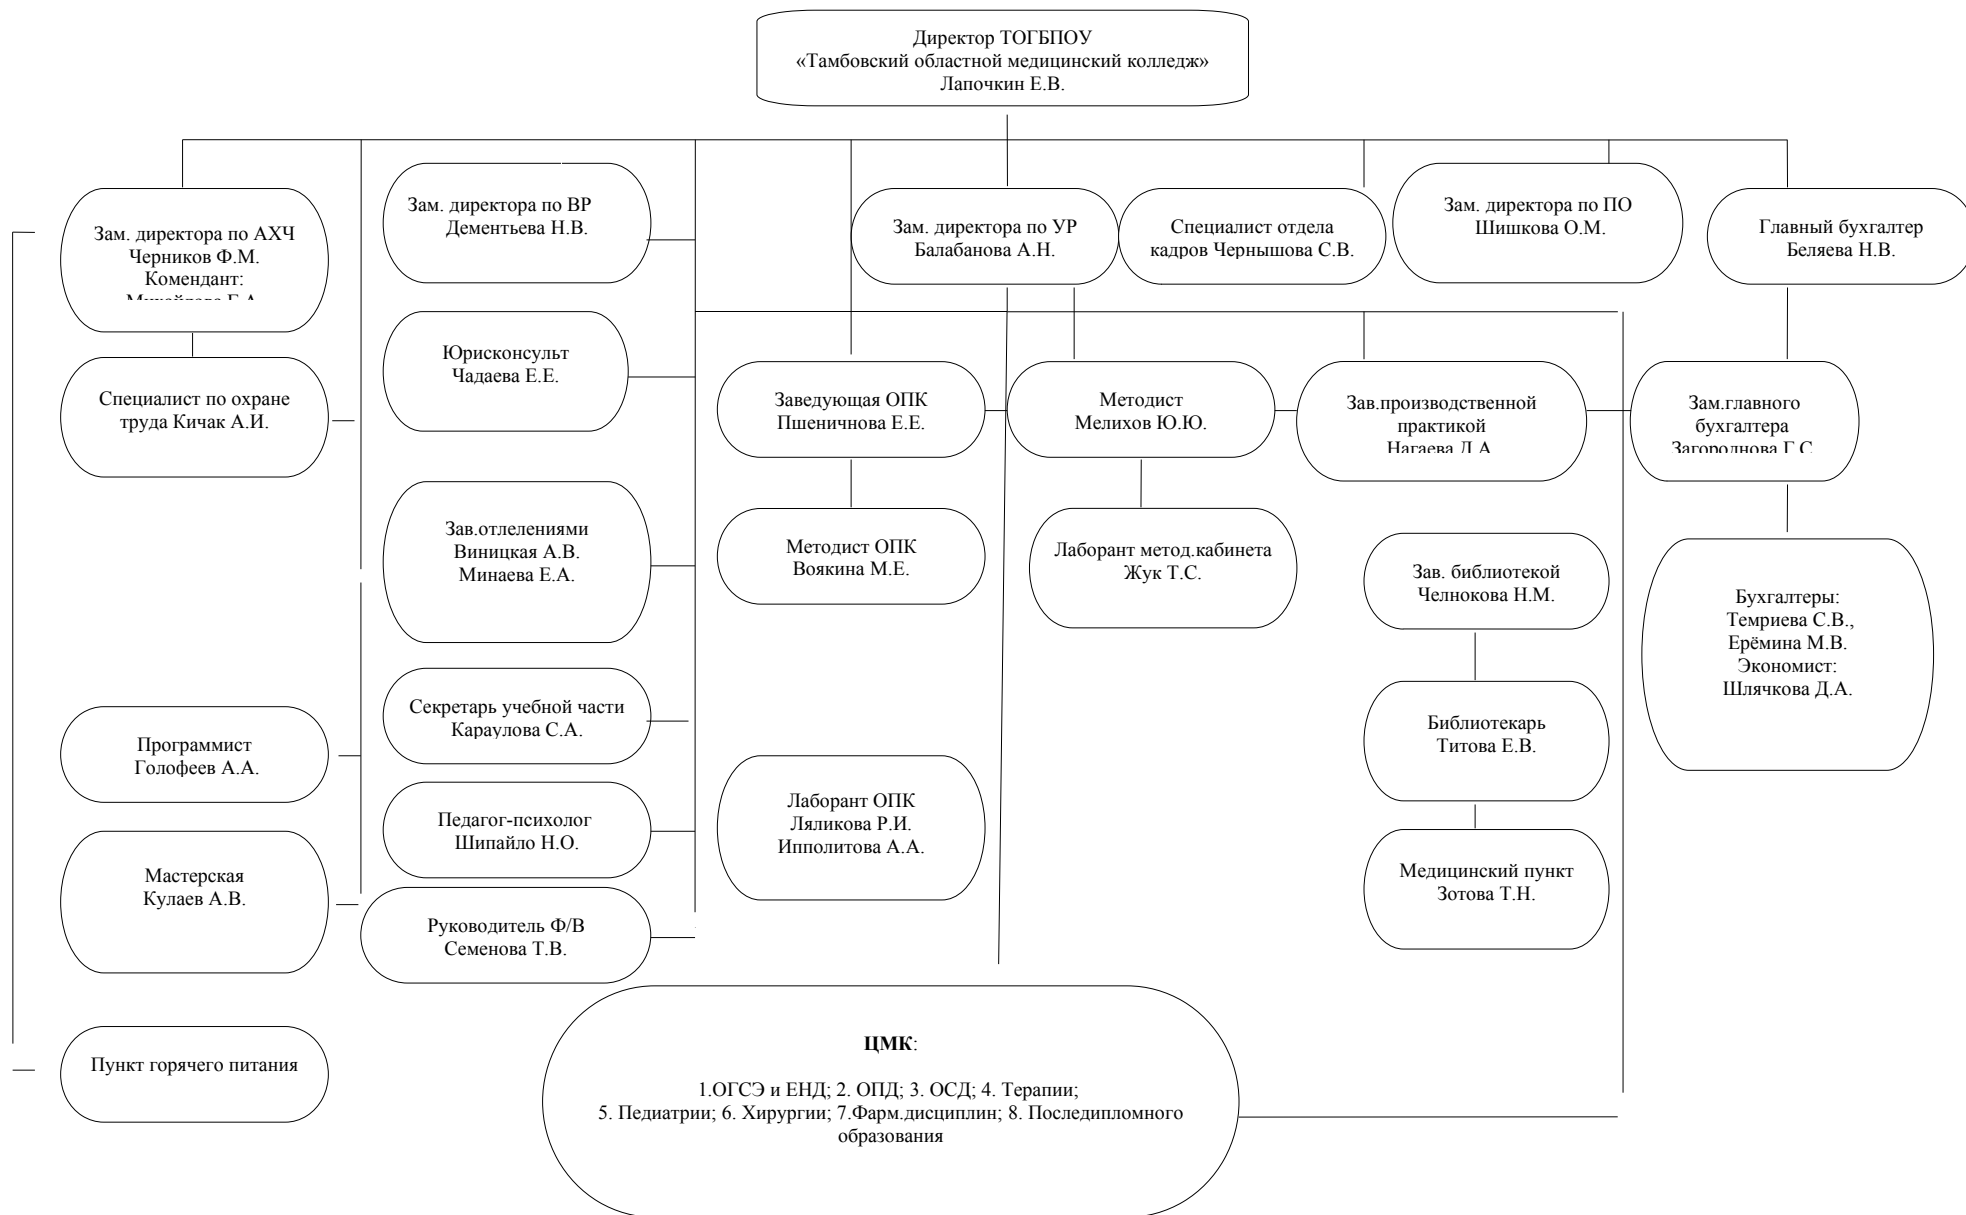 Директор ТОГБПОУ
«Тамбовский областной медицинский колледж»
Лапочкин Е.В.
Зам. директора по АХЧ
Черников Ф.М.
Комендант:
Зам. директора по ВР
Дементьева Н.В.
Зам. директора по УР
Балабанова А.Н.
Специалист отдела
кадров Чернышова С.В.
Зам. директора по ПО
Шишкова О.М.
Главный бухгалтер
Беляева Н.В.
Специалист по охране
труда Кичак А.И.
Юрисконсульт
Чадаева Е.Е.
Заведующая ОПК
Пшеничнова Е.Е.
Методист
Мелихов Ю.Ю.
Зав.производственной
практикой
Нагаева Д.А.
Зам.главного
бухгалтера
Загороднова Г.С.
Зав.отлелениями
Виницкая А.В.
Минаева Е.А.
Методист ОПК
Воякина М.Е.
Лаборант метод.кабинета
Жук Т.С.
Зав. библиотекой
Челнокова Н.М.
Бухгалтеры:
Темриева С.В.,
Ерёмина М.В.
Экономист:
Шлячкова Д.А.
Секретарь учебной части
Караулова С.А.
Библиотекарь
Титова Е.В.
Программист
Голофеев А.А.
Педагог-психолог
Шипайло Н.О.
Лаборант ОПК
Ляликова Р.И.
Ипполитова А.А.
Медицинский пункт
Зотова Т.Н.
Мастерская
Кулаев А.В.
Руководитель Ф/В
Семенова Т.В.
Пункт горячего питания
ЦМК:
1.ОГСЭ и ЕНД; 2. ОПД; 3. ОСД; 4. Терапии;
5. Педиатрии; 6. Хирургии; 7.Фарм.дисциплин; 8. Последипломного
образования